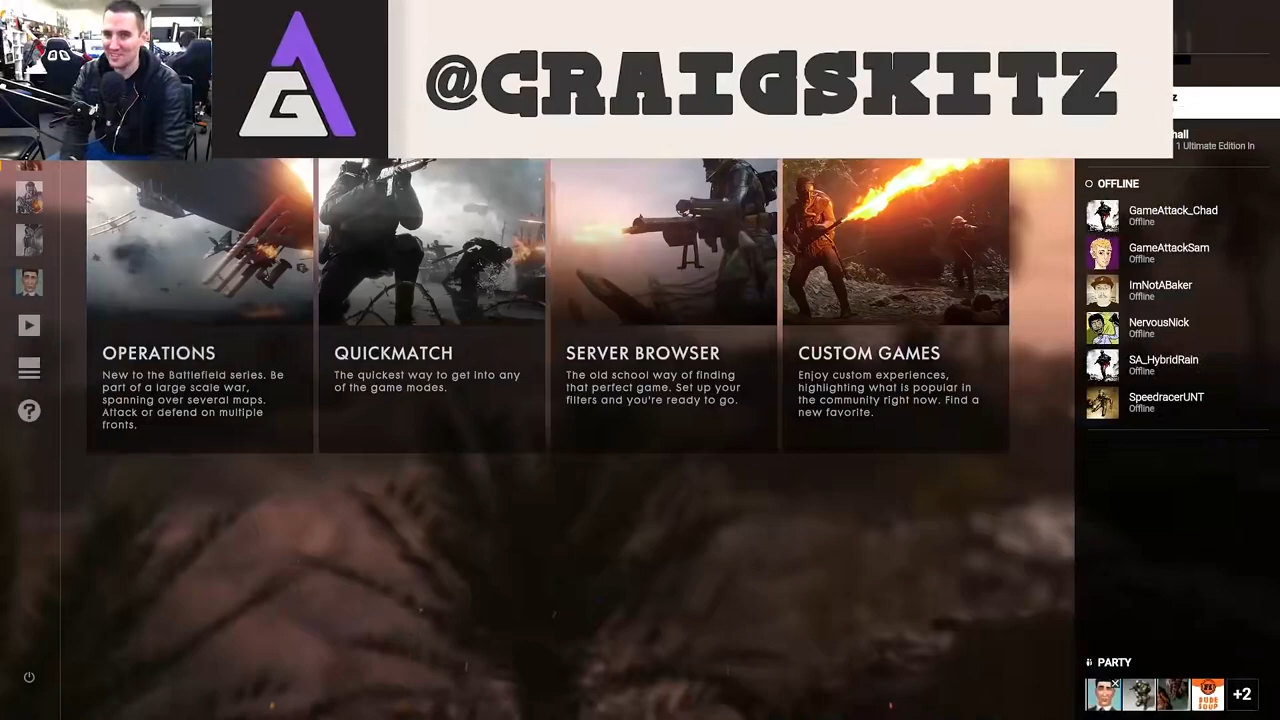 @CRAIGSKITZ
z
hall
1 Ultimate Edition In
OFFLINE
GameAttack_Chad
Offline
GameAttackSam
Offline
ImNotABaker
Offline
NervousNick
Offline
SA_HybridRain
Offline
SpeedracerUNT
Offline
OPERATIONS
New to the Battlefield series. Be
part of a large scale war,
spanning over several maps.
Attack or defend on multiple
fronts.
QUICKMATCH
The quickest way to get into any
of the game modes.
SERVER BROWSER
The old school way of finding
that perfect game. Set up your
filters and you're ready to go.
CUSTOM GAMES
Enjoy custom experiences,
highlighting what is popular in
the community right now. Find a
new favorite.
PARTY
DUDE
SOUP
+2